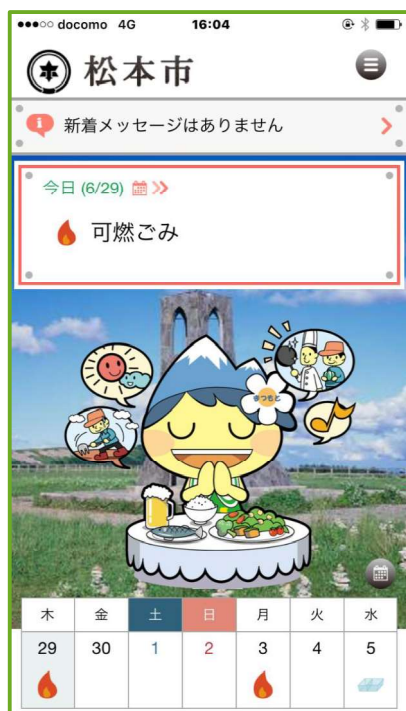 docomo 4G 16:04
松本市
新着メッセージはありません
今日 (6/29)
可燃ごみ
まつもと
木 金 土 日 月 火 水
29 30 1 2 3 4 5